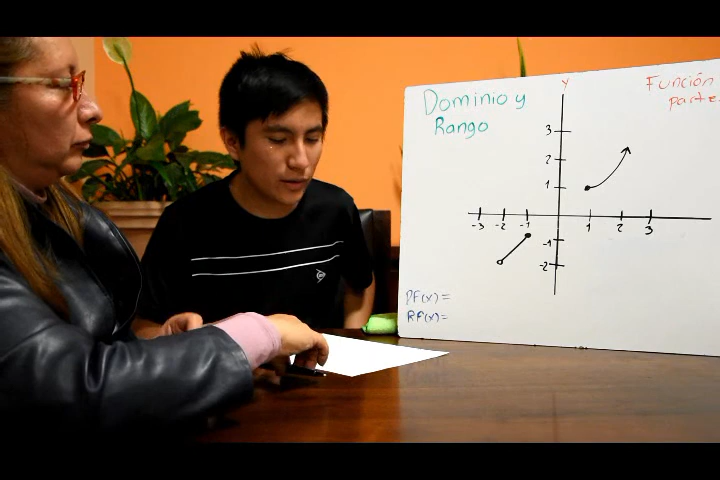 Dominio y
Rango
Función
parte
y
3
2
1
-3 -2 -1 1 2 3
-1
-2
DF(x) =
RF(x)=